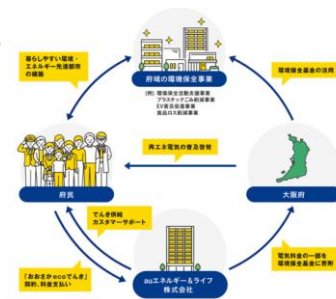 暮らしやすい環境・
エネルギー先進都市
の構築
府域の環境保全事業
(例) 環境保全活動支援事業
プラスチックごみ削減事業
EV普及促進事業
食品ロス削減事業
環境保全基金の活用
再エネ電気の普及啓発
府民
大阪府
でんき供給
カスタマーサポート
「おおさかecoでんき」
契約、料金支払い
auエネルギー&ライフ
株式会社
電気料金の一部を
環境保全基金に寄附